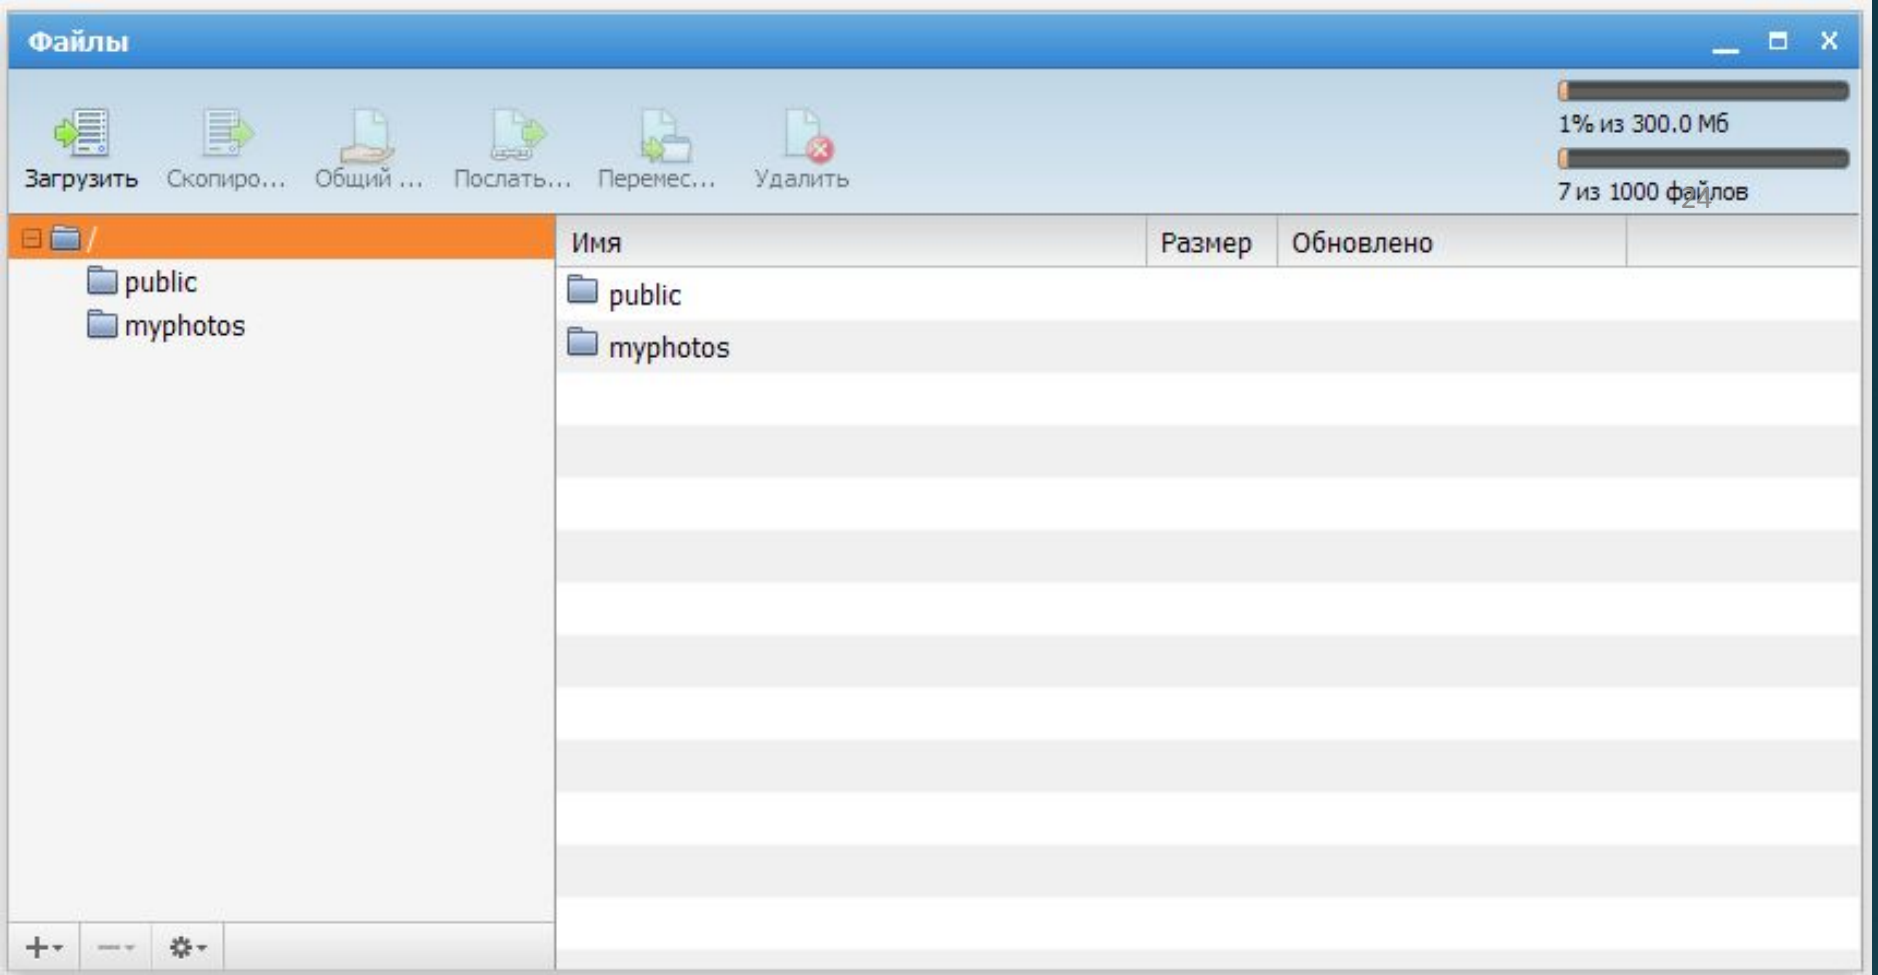 Файлы
1% из 300.0 Мб
Загрузить Скопиро... Общий ... Послать... Перемес... Удалить
7 из 1000 файлов
24
/
Имя Размер Обновлено
public
public
myphotos
myphotos